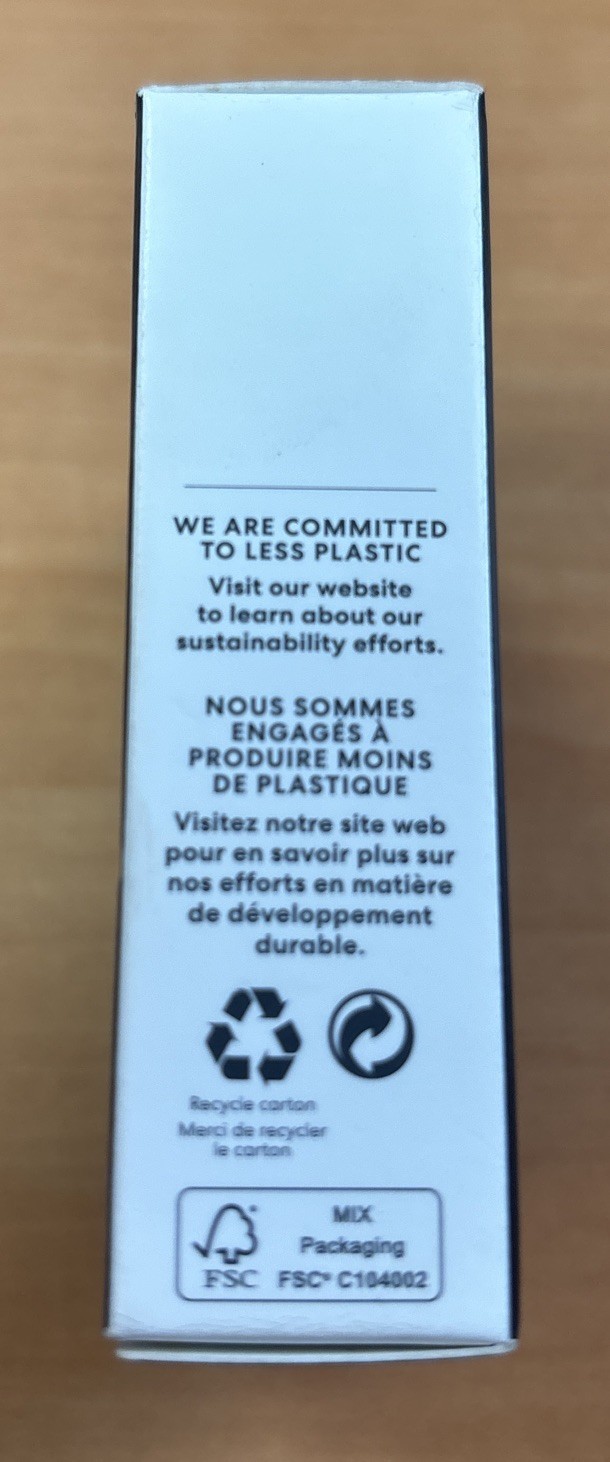 WE ARE COMMITTED
TO LESS PLASTIC
Visit our website
to learn about our
sustainability efforts.
NOUS SOMMES
ENGAGÉS À
PRODUIRE MOINS
DE PLASTIQUE
Visitez notre site web
pour en savoir plus sur
nos efforts en matière
de développement
durable.
Recycle carton
Merci de recycler
le carton
MIX
Packaging
FSC FSC® C104002